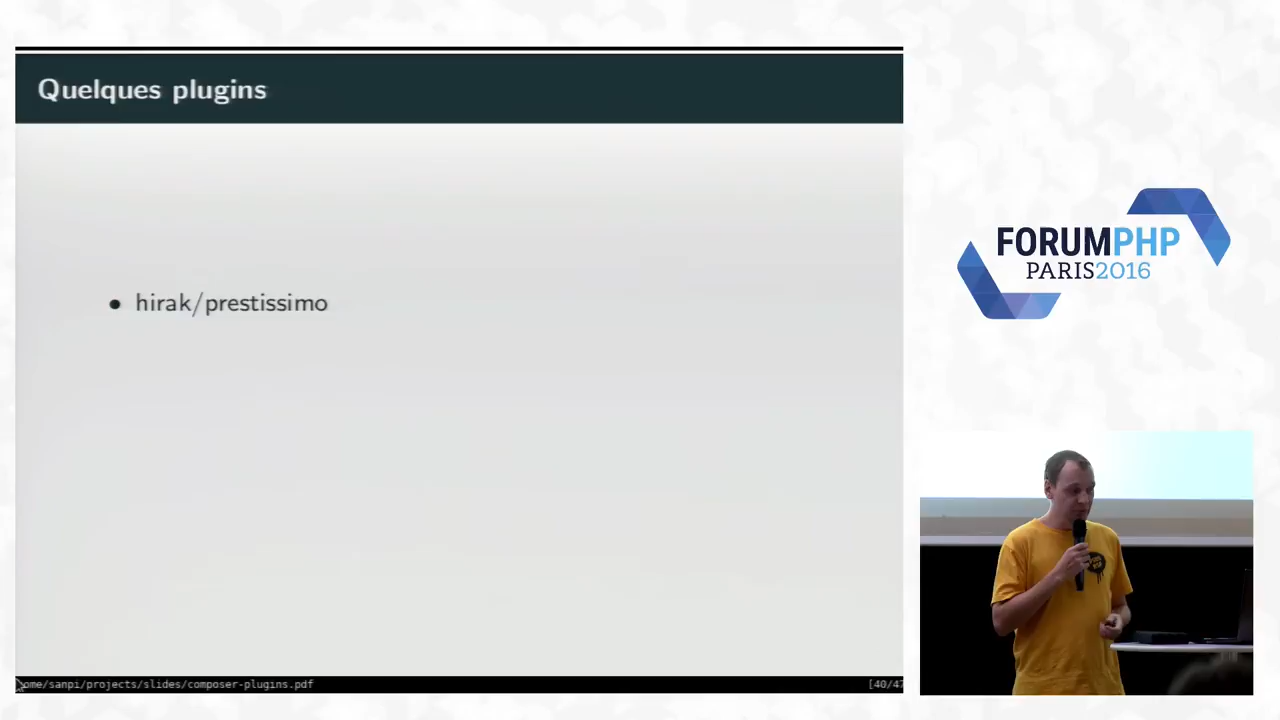 Quelques plugins
• hirak/prestissimo
ome/sanpi/projects/slides/composer-plugins.pdf
[40/47
FORUMPHP
PARIS2016